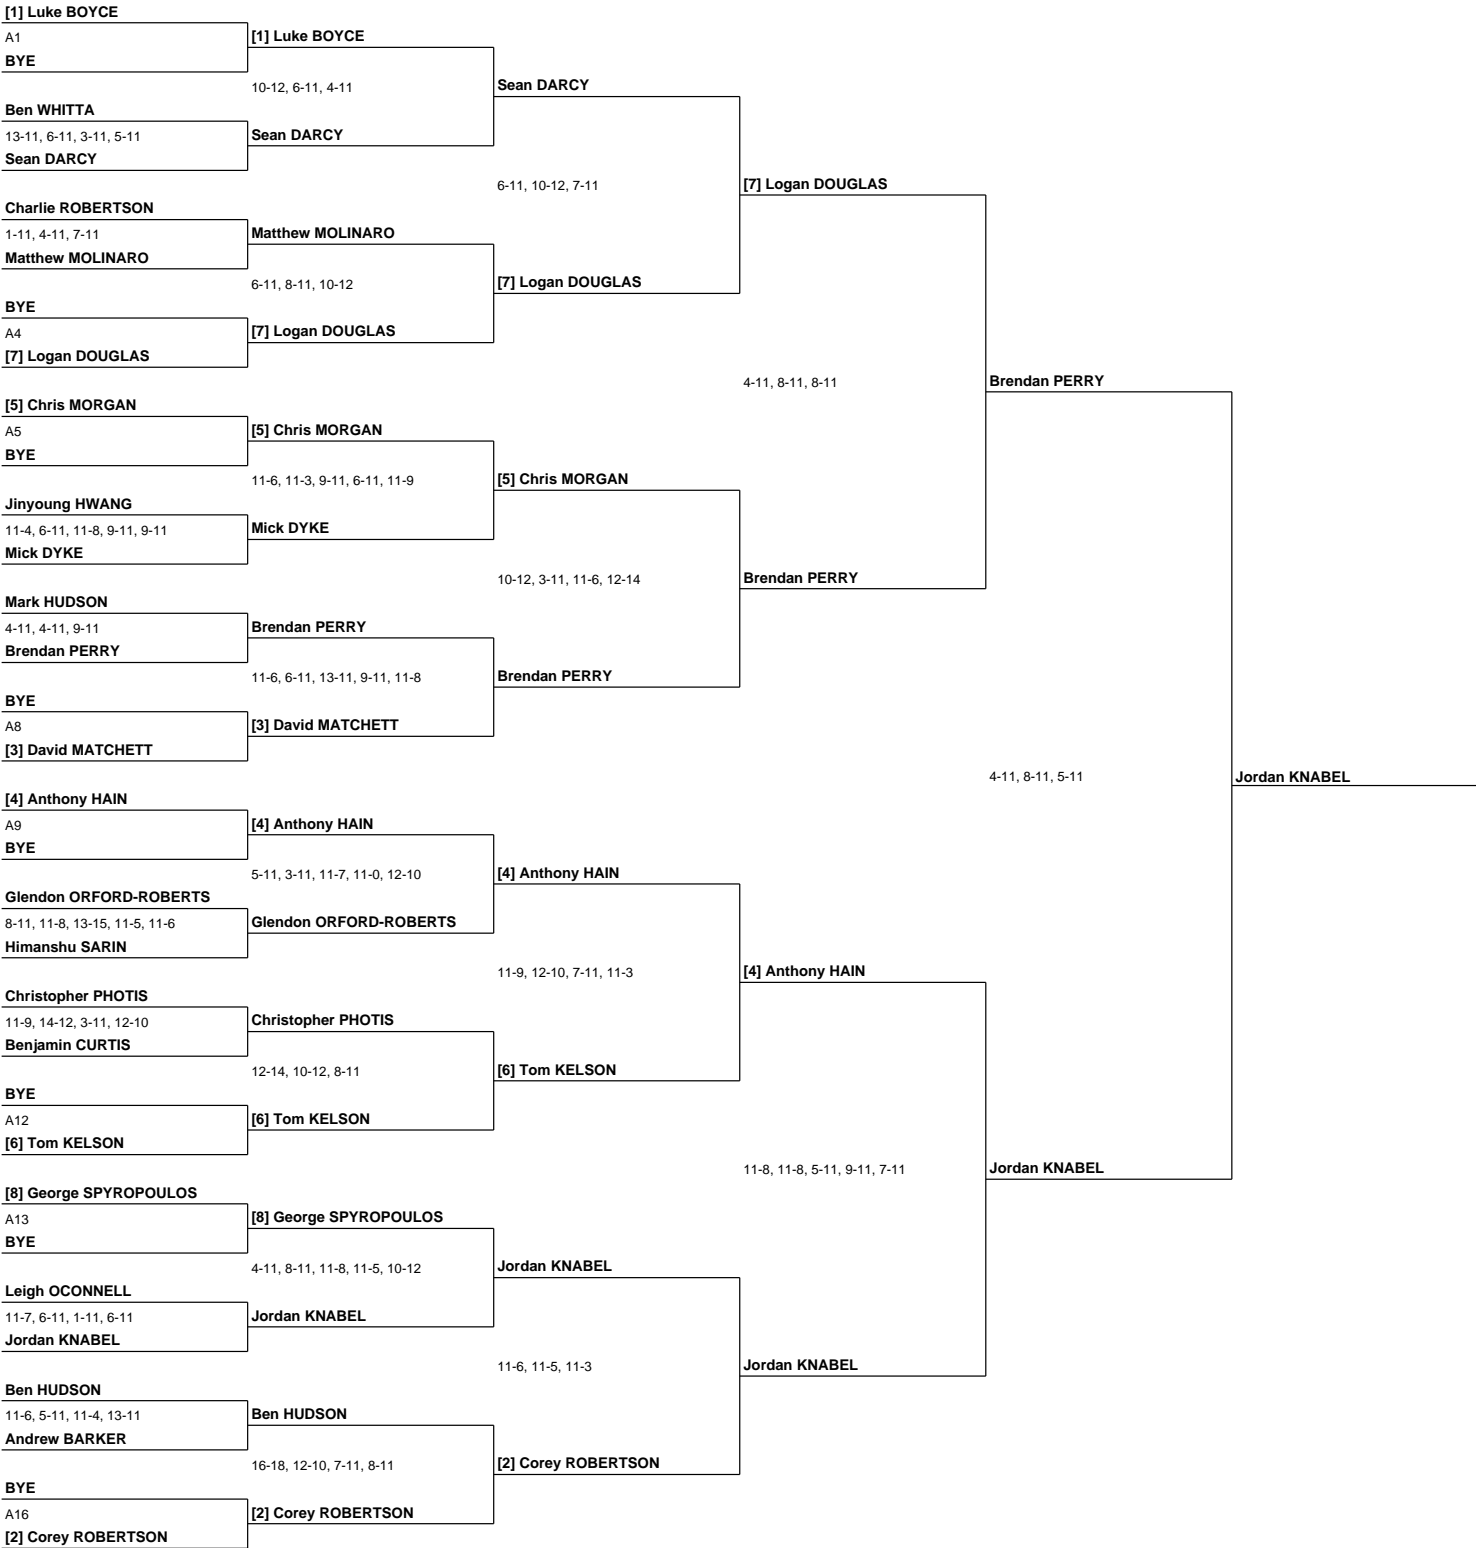 [1] Luke BOYCE
A1
[1] Luke BOYCE
BYE
10-12, 6-11, 4-11
Sean DARCY
Ben WHITTA
13-11, 6-11, 3-11, 5-11
Sean DARCY
Sean DARCY
6-11, 10-12, 7-11
[7] Logan DOUGLAS
Charlie ROBERTSON
1-11, 4-11, 7-11
Matthew MOLINARO
Matthew MOLINARO
6-11, 8-11, 10-12
[7] Logan DOUGLAS
BYE
A4
[7] Logan DOUGLAS
[7] Logan DOUGLAS
4-11, 8-11, 8-11
Brendan PERRY
[5] Chris MORGAN
A5
[5] Chris MORGAN
BYE
11-6, 11-3, 9-11, 6-11, 11-9
[5] Chris MORGAN
Jinyoung HWANG
11-4, 6-11, 11-8, 9-11, 9-11
Mick DYKE
Mick DYKE
10-12, 3-11, 11-6, 12-14
Brendan PERRY
Mark HUDSON
4-11, 4-11, 9-11
Brendan PERRY
Brendan PERRY
11-6, 6-11, 13-11, 9-11, 11-8
Brendan PERRY
BYE
A8
[3] David MATCHETT
[3] David MATCHETT
4-11, 8-11, 5-11
Jordan KNABEL
[4] Anthony HAIN
A9
[4] Anthony HAIN
BYE
5-11, 3-11, 11-7, 11-0, 12-10
[4] Anthony HAIN
Glendon ORFORD-ROBERTS
8-11, 11-8, 13-15, 11-5, 11-6
Glendon ORFORD-ROBERTS
Himanshu SARIN
11-9, 12-10, 7-11, 11-3
[4] Anthony HAIN
Christopher PHOTIS
11-9, 14-12, 3-11, 12-10
Christopher PHOTIS
Benjamin CURTIS
12-14, 10-12, 8-11
[6] Tom KELSON
BYE
A12
[6] Tom KELSON
[6] Tom KELSON
11-8, 11-8, 5-11, 9-11, 7-11
Jordan KNABEL
[8] George SPYROPOULOS
A13
[8] George SPYROPOULOS
BYE
4-11, 8-11, 11-8, 11-5, 10-12
Jordan KNABEL
Leigh OCONNELL
11-7, 6-11, 1-11, 6-11
Jordan KNABEL
Jordan KNABEL
11-6, 11-5, 11-3
Jordan KNABEL
Ben HUDSON
11-6, 5-11, 11-4, 13-11
Ben HUDSON
Andrew BARKER
16-18, 12-10, 7-11, 8-11
[2] Corey ROBERTSON
BYE
A16
[2] Corey ROBERTSON
[2] Corey ROBERTSON